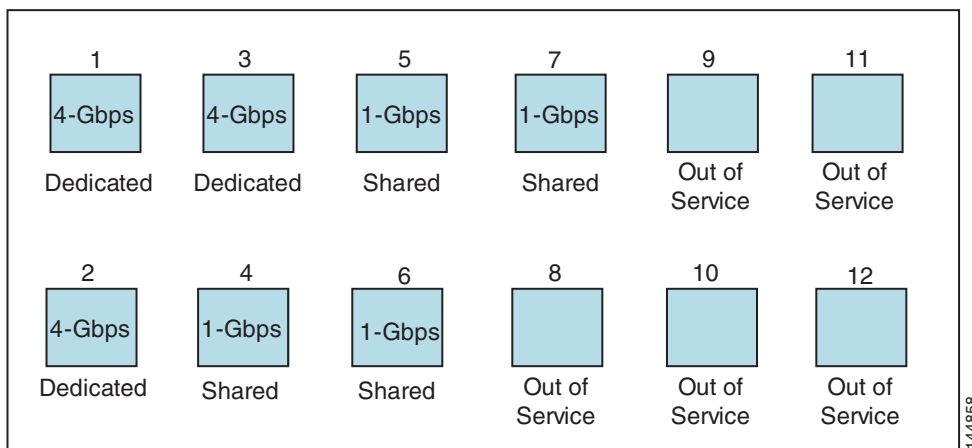 1 3 5 7 9 11
4-Gbps 4-Gbps 1-Gbps 1-Gbps
Dedicated Dedicated Shared Shared Out of Service Out of Service
2 4 6 8 10 12
4-Gbps 1-Gbps 1-Gbps
Dedicated Shared Shared Out of Service Out of Service Out of Service
144858